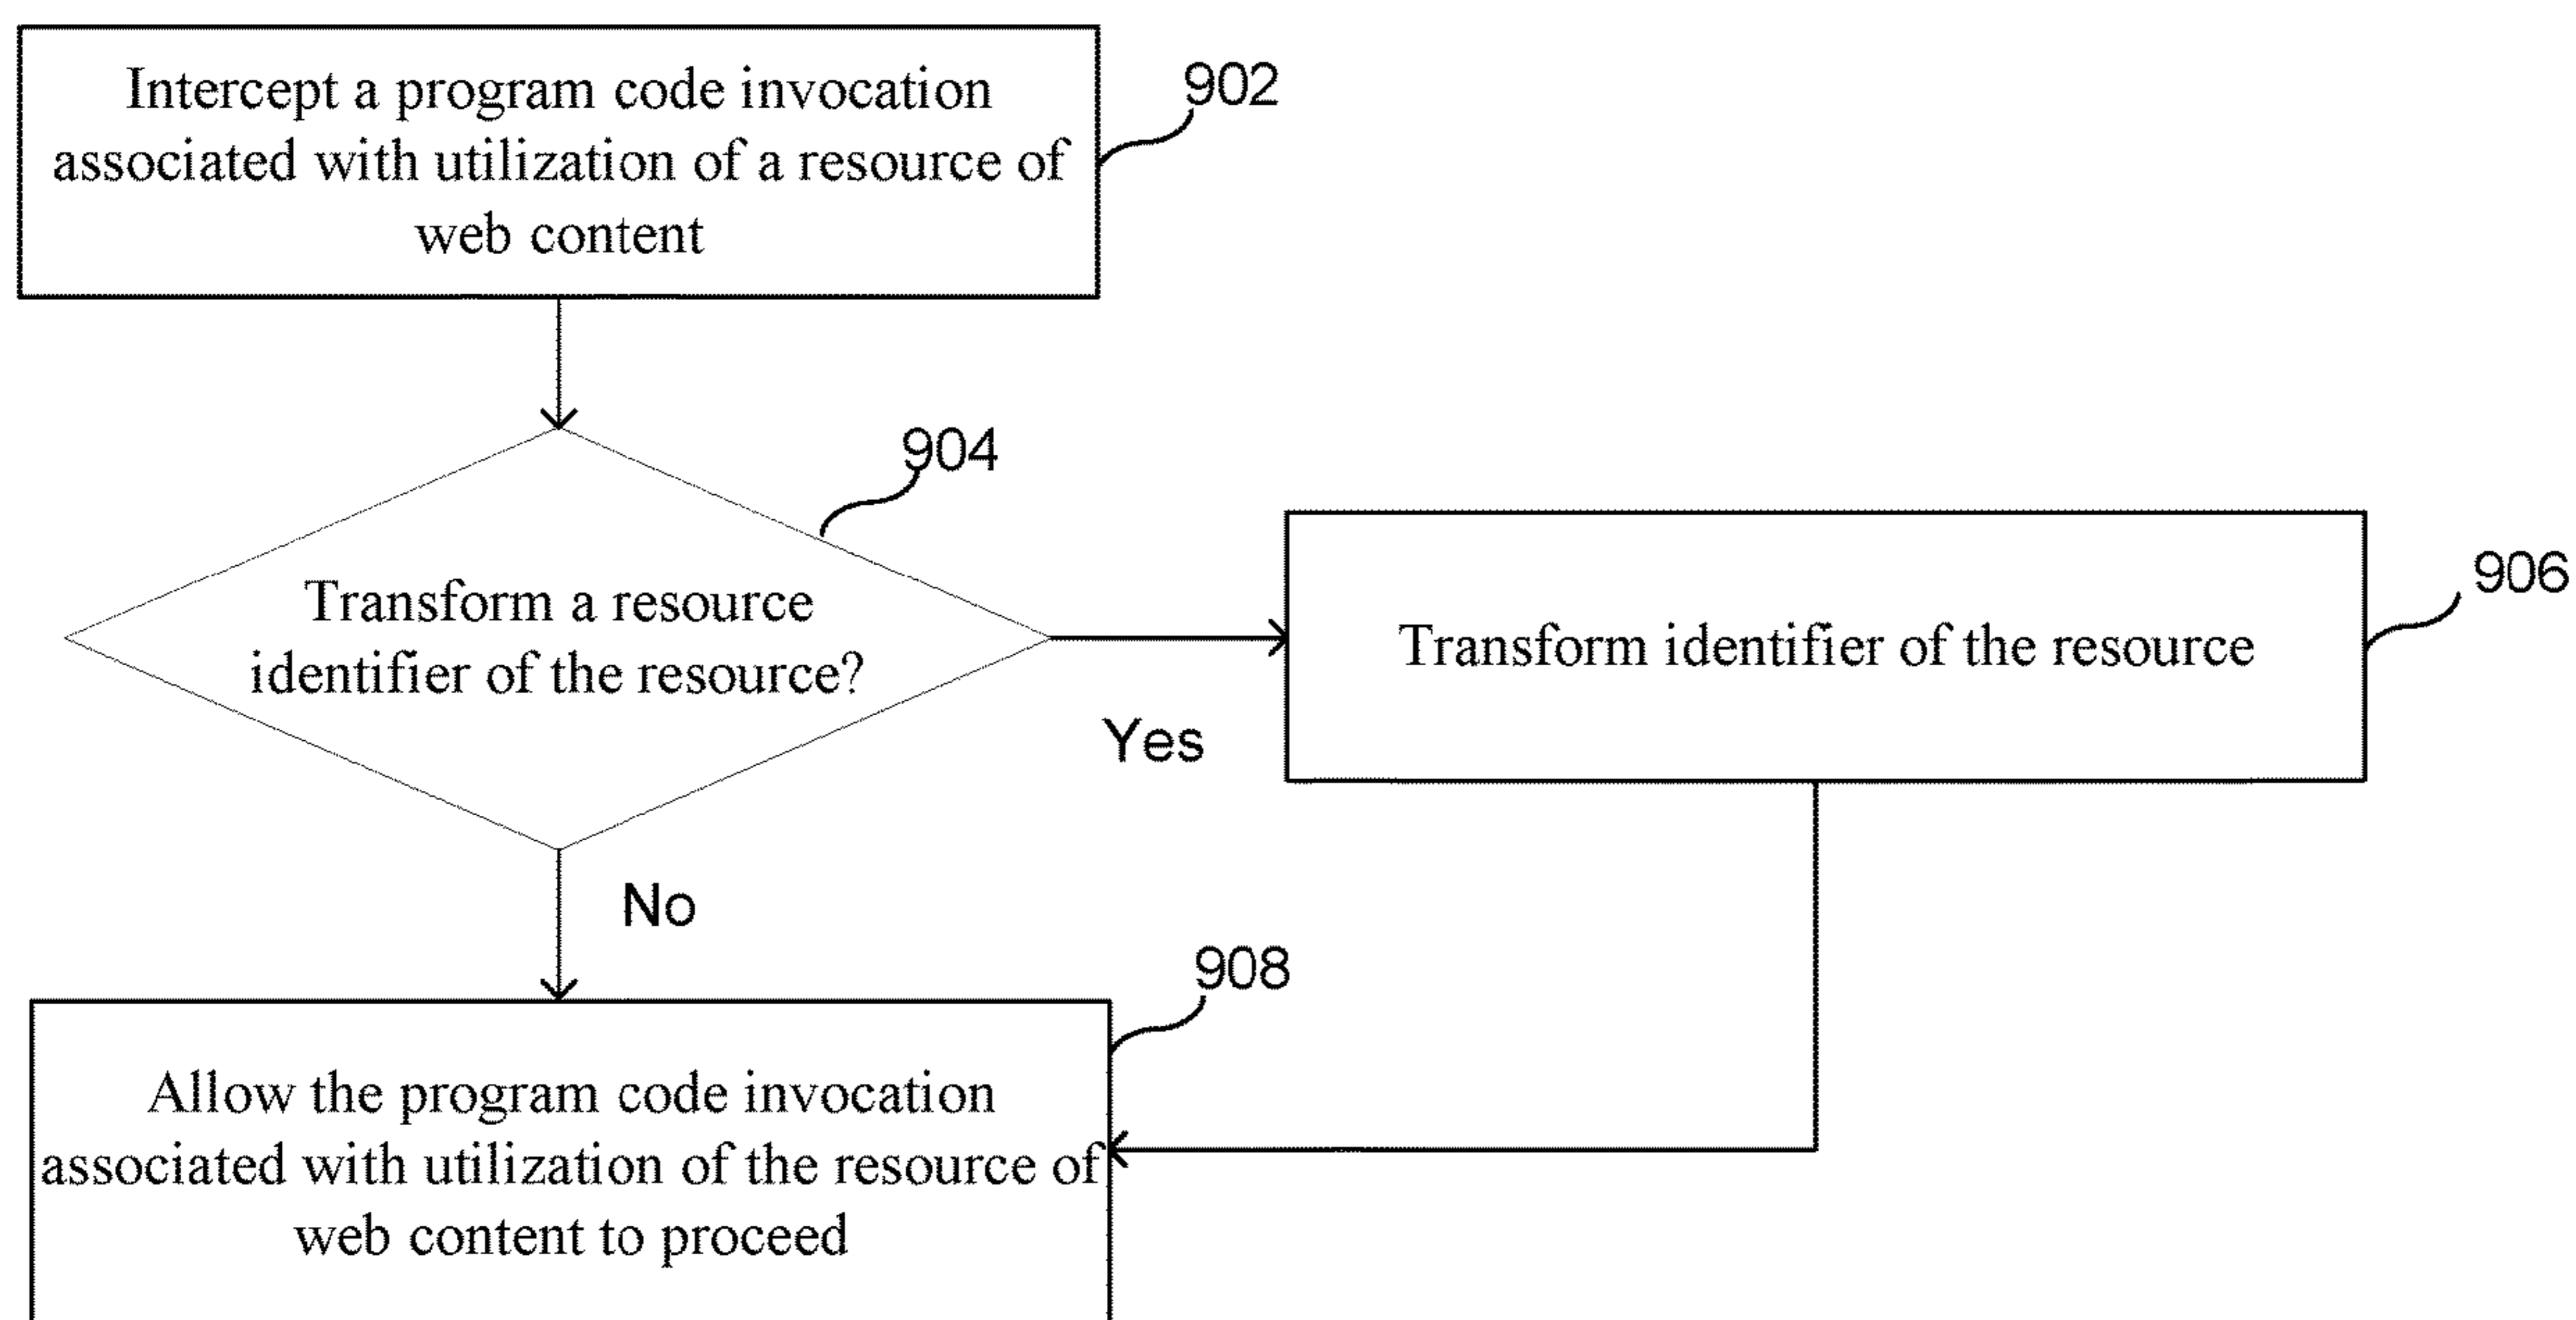 Intercept a program code invocation
associated with utilization of a resource of
web content
902
904
Transform a resource
identifier of the resource?
Yes
Transform identifier of the resource
906
No
908
Allow the program code invocation
associated with utilization of the resource of
web content to proceed